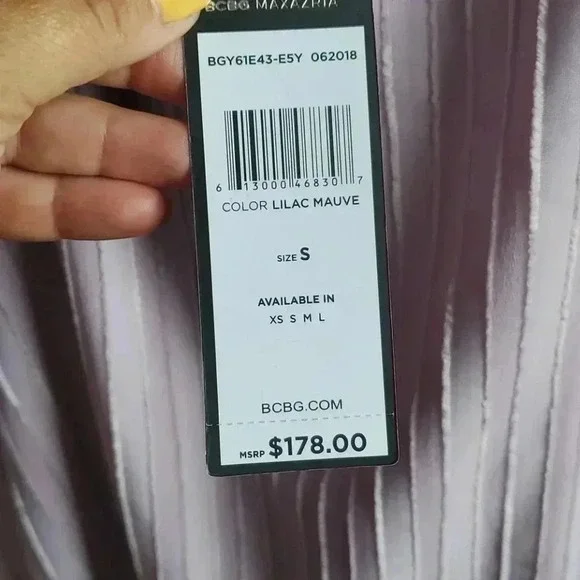 BCBG MAXAZRIA
BGY61E43-E5Y 062018
6 13000 46830 7
COLOR LILAC MAUVE
SIZE S
AVAILABLE IN
XS S M L
BCBG.COM
MSRP $178.00